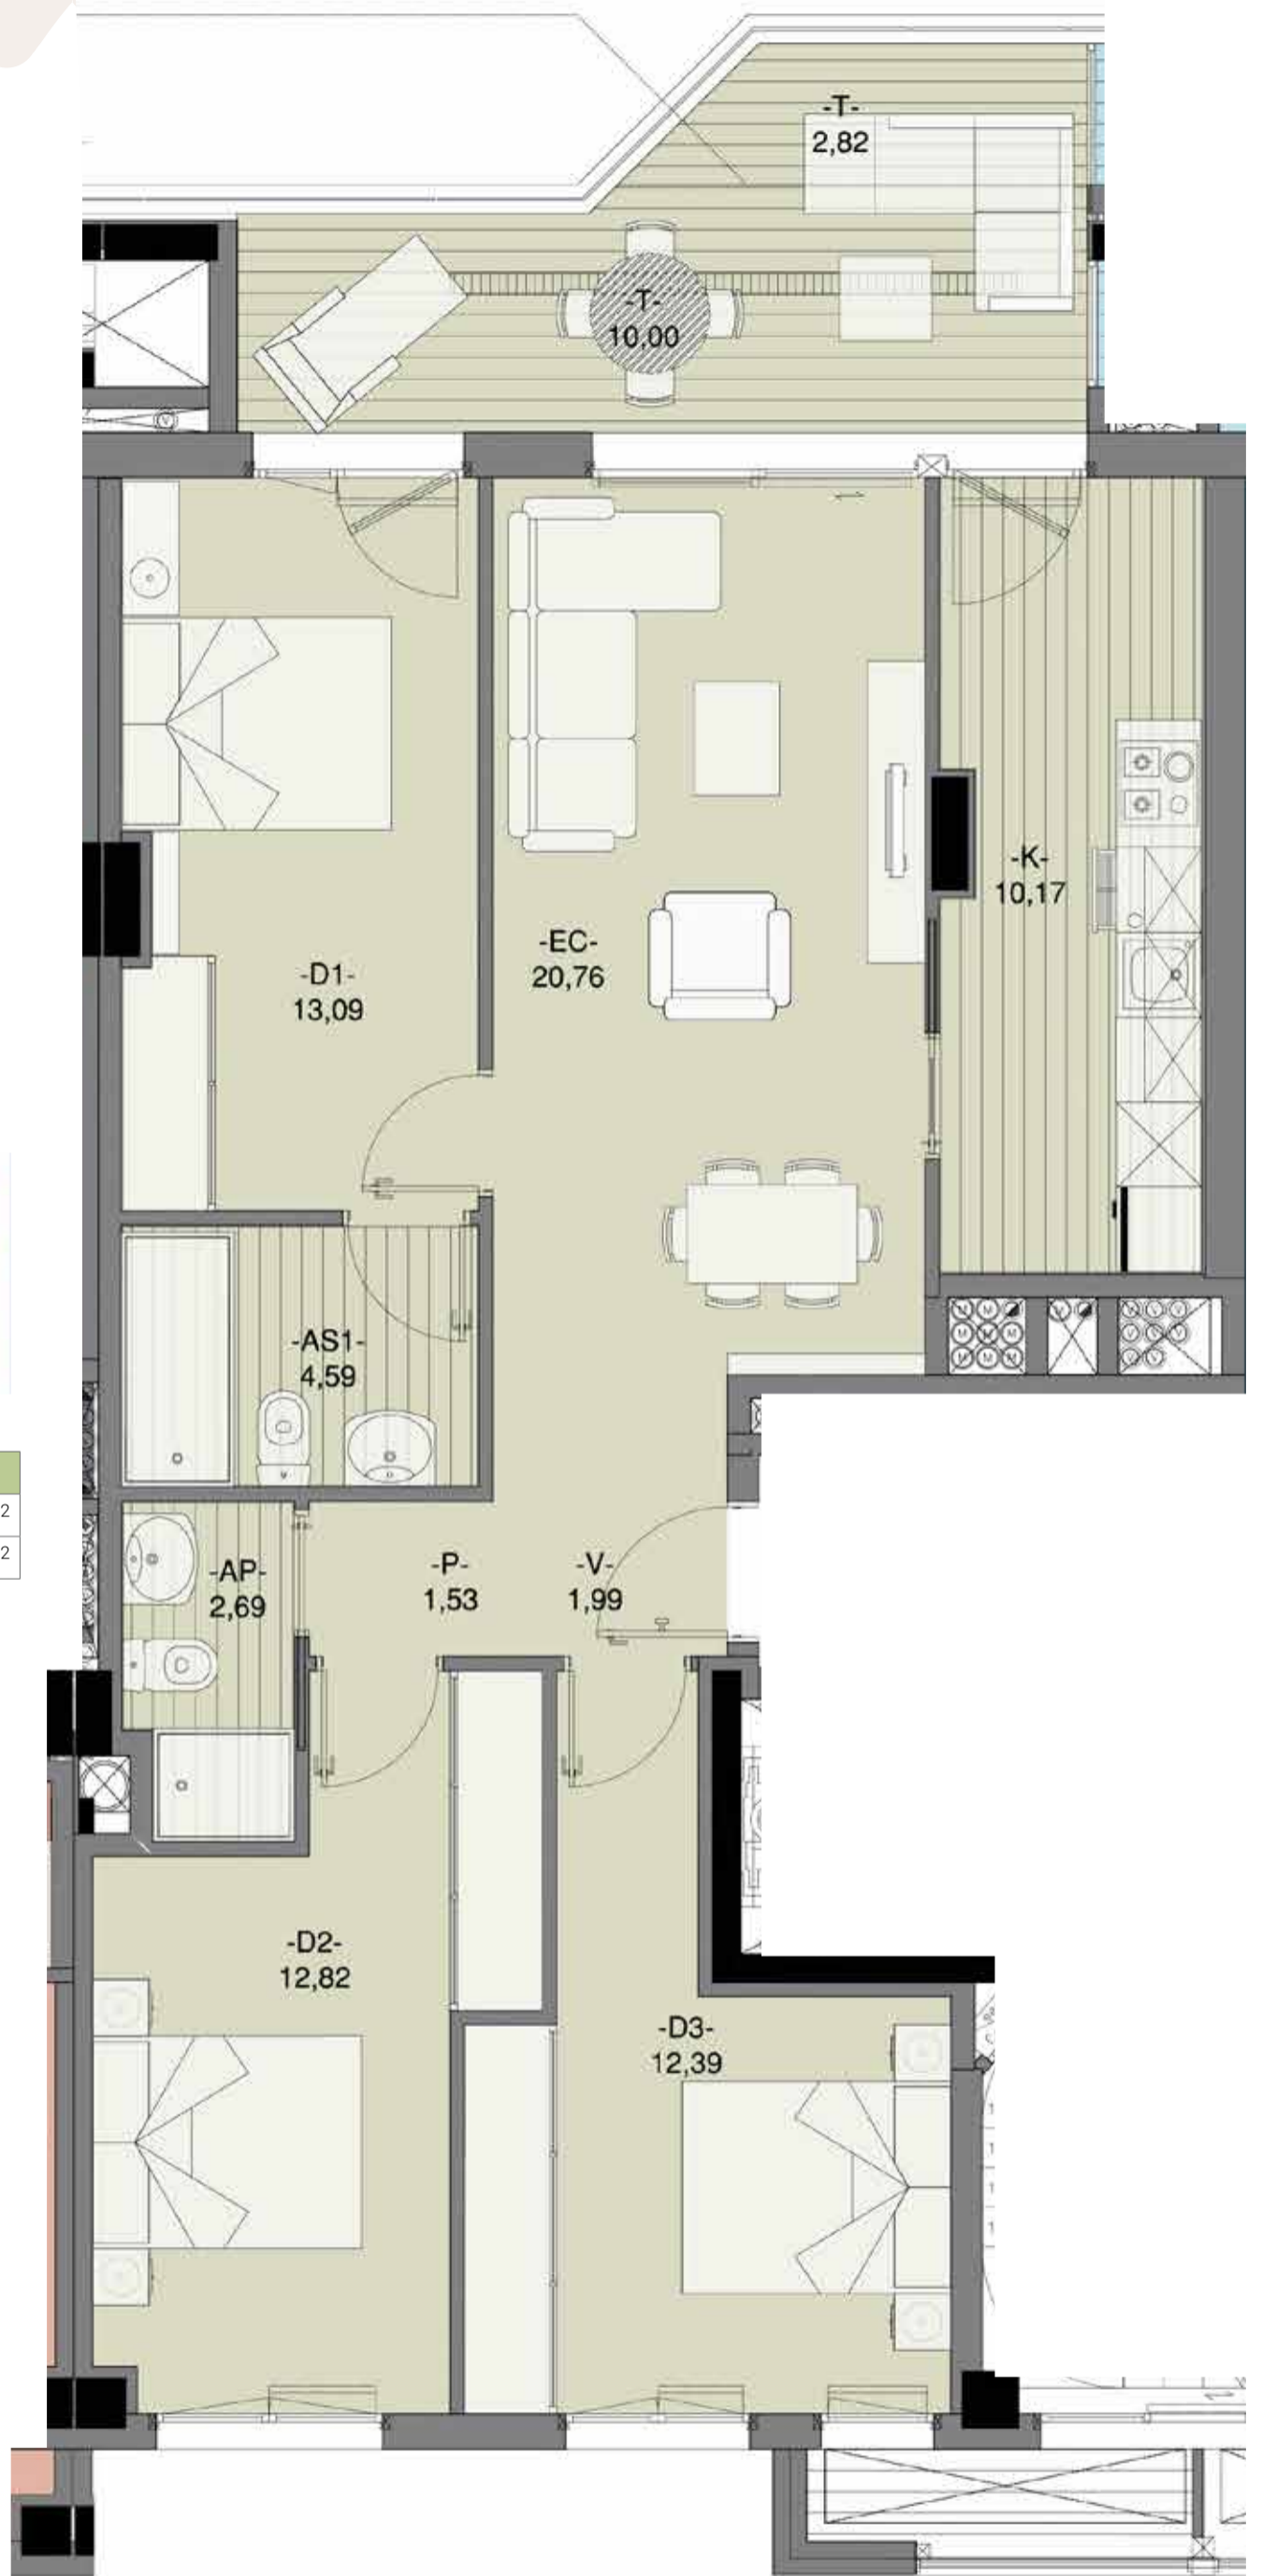 -T-
2,82
-T-
10,00
-K-
10,17
-EC-
20,76
-D1-
13,09
-AS1-
4,59
-AP-
2,69
-P-
1,53
-V-
1,99
-D2-
12,82
-D3-
12,39
2
2
M M M
M M M
M M M
V
V V V
V V V
V V
V